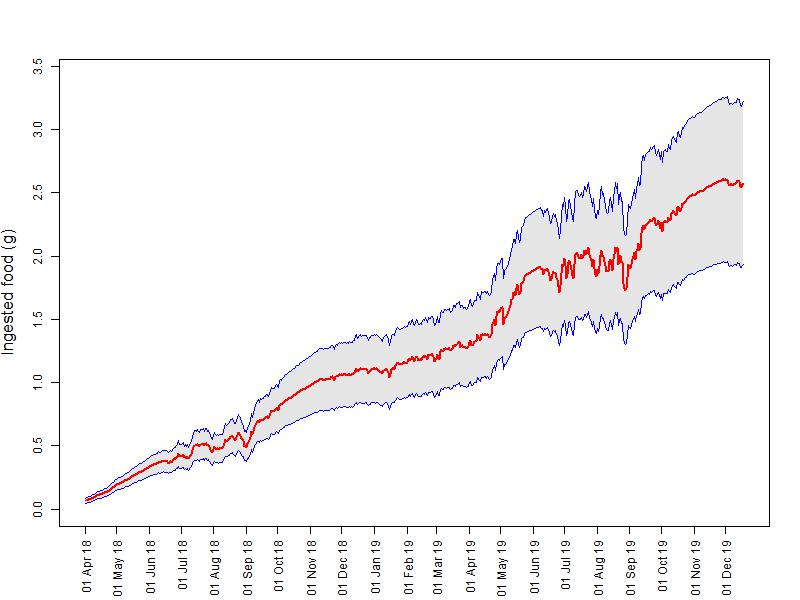 Ingested food (g)
3.5
3.0
2.5
2.0
1.5
1.0
0.5
0.0
01 Apr 18
01 May 18
01 Jun 18
01 Jul 18
01 Aug 18
01 Sep 18
01 Oct 18
01 Nov 18
01 Dec 18
01 Jan 19
01 Feb 19
01 Mar 19
01 Apr 19
01 May 19
01 Jun 19
01 Jul 19
01 Aug 19
01 Sep 19
01 Oct 19
01 Nov 19
01 Dec 19